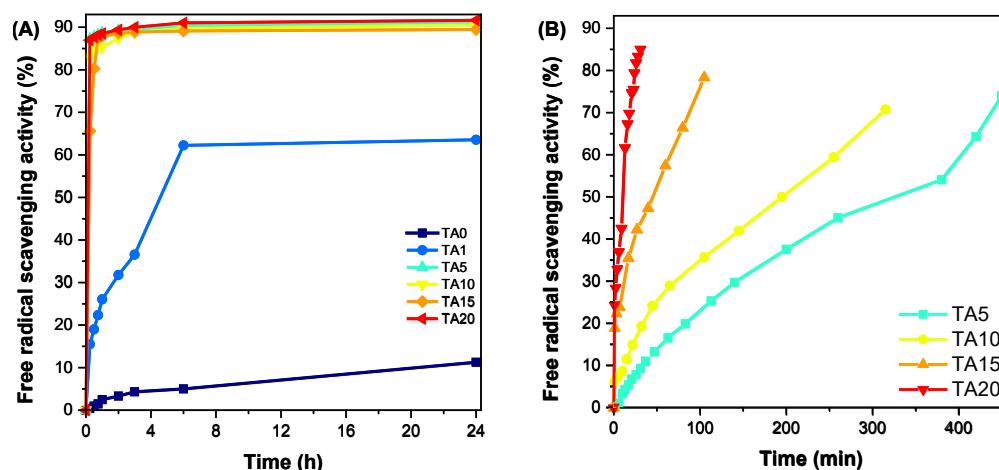 (A)
Free radical scavenging activity (%)
90
80
70
60
50
40
30
20
10
0
0 4 8 12 16 20 24
Time (h)
TA0
TA1
TA5
TA10
TA15
TA20
(B)
Free radical scavenging activity (%)
90
80
70
60
50
40
30
20
10
0
0 100 200 300 400
Time (min)
TA5
TA10
TA15
TA20